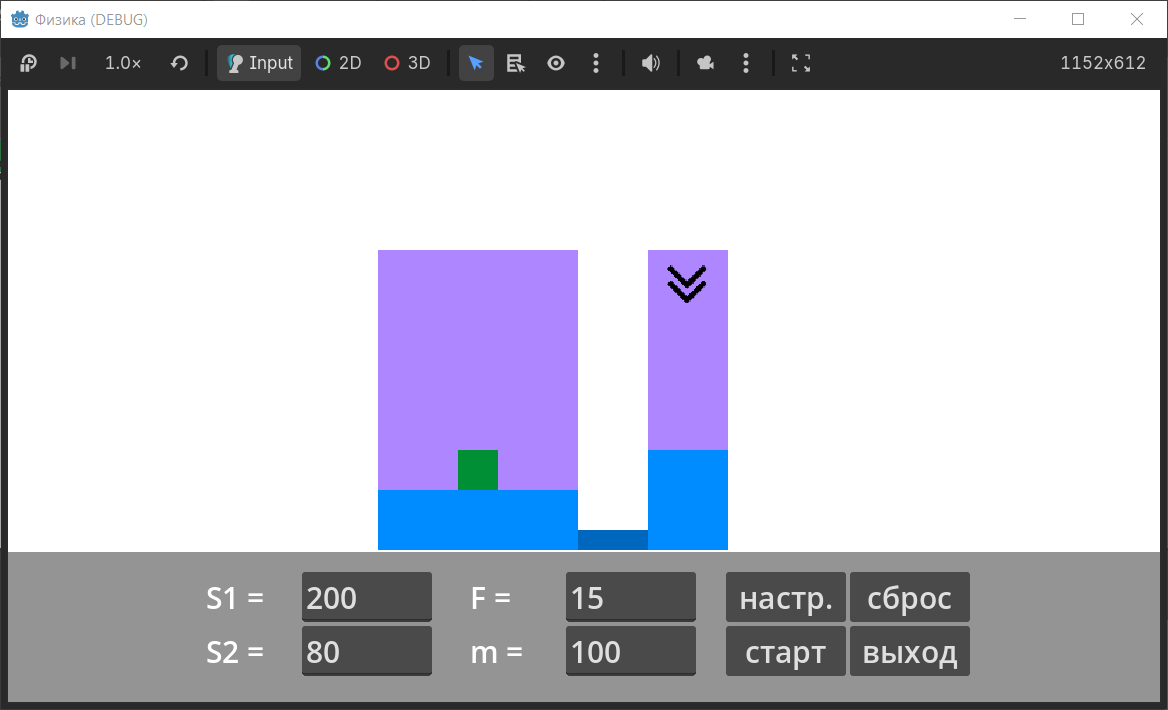 Физика (DEBUG)
1.0× Input 2D 3D 1152x612
S1 = 200 F = 15 настр. сброс
S2 = 80 m = 100 старт выход